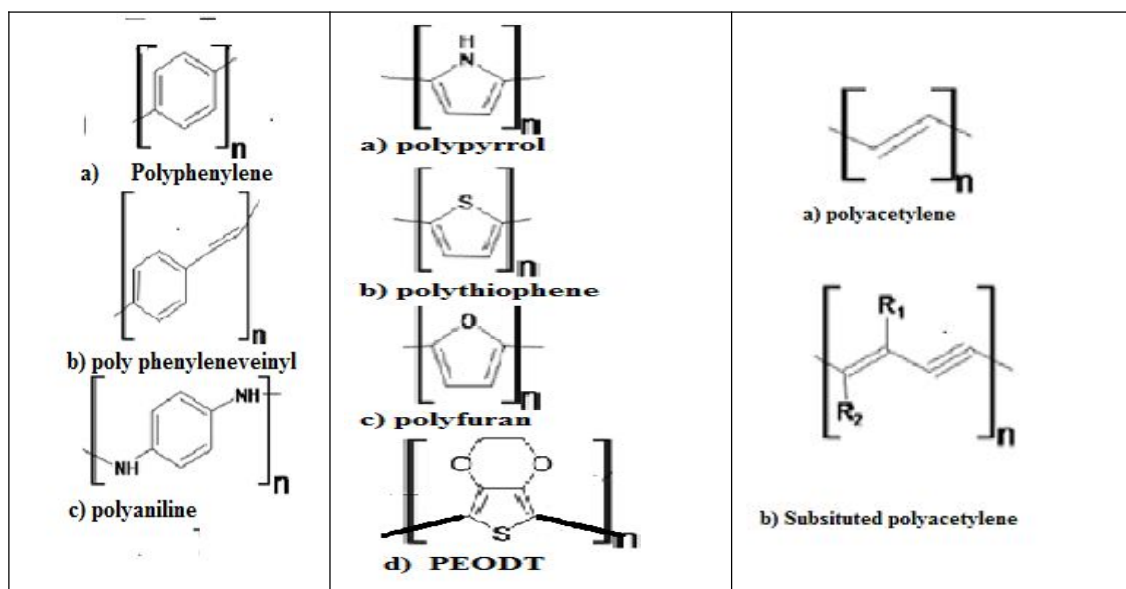 n
a) Polyphenylene
n
b) poly phenyleneveinyl
NH
NH
n
c) polyaniline
H
N
n
a) polypyrrol
S
n
b) polythiophene
O
n
c) polyfuran
O O
S
n
d) PEODT
n
a) polyacetylene
R1
R2
n
b) Subsituted polyacetylene